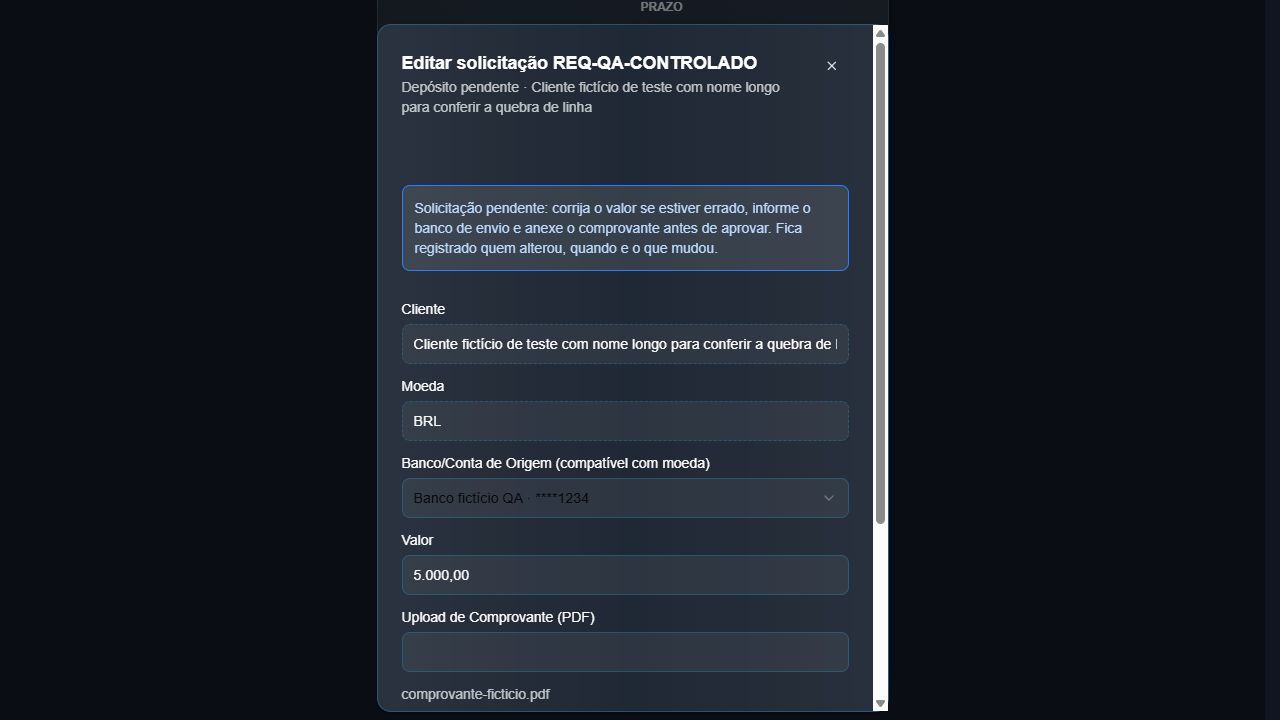 PRAZO
Editar solicitação REQ-QA-CONTROLADO
Depósito pendente · Cliente fictício de teste com nome longo
para conferir a quebra de linha
Solicitação pendente: corrija o valor se estiver errado, informe o
banco de envio e anexe o comprovante antes de aprovar. Fica
registrado quem alterou, quando e o que mudou.
Cliente
Cliente fictício de teste com nome longo para conferir a quebra de
Moeda
BRL
Banco/Conta de Origem (compatível com moeda)
Banco fictício QA · ****1234
Valor
5.000,00
Upload de Comprovante (PDF)
comprovante-ficticio.pdf